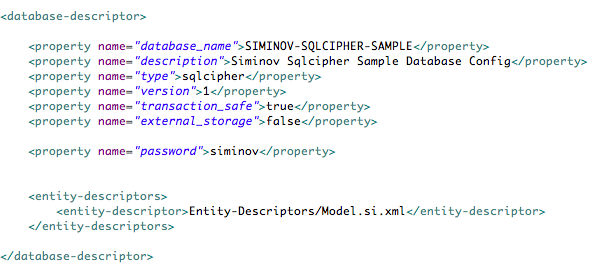 <database-descriptor>
<property name="database_name">SIMINOV-SQLCIPHER-SAMPLE</property>
<property name="description">Siminov Sqlcipher Sample Database Config</property>
<property name="type">sqlcipher</property>
<property name="version">1</property>
<property name="transaction_safe">true</property>
<property name="external_storage">false</property>
<property name="password">siminov</property>
<entity-descriptors>
<entity-descriptor>Entity-Descriptors/Model.si.xml</entity-descriptor>
</entity-descriptors>
</database-descriptor>